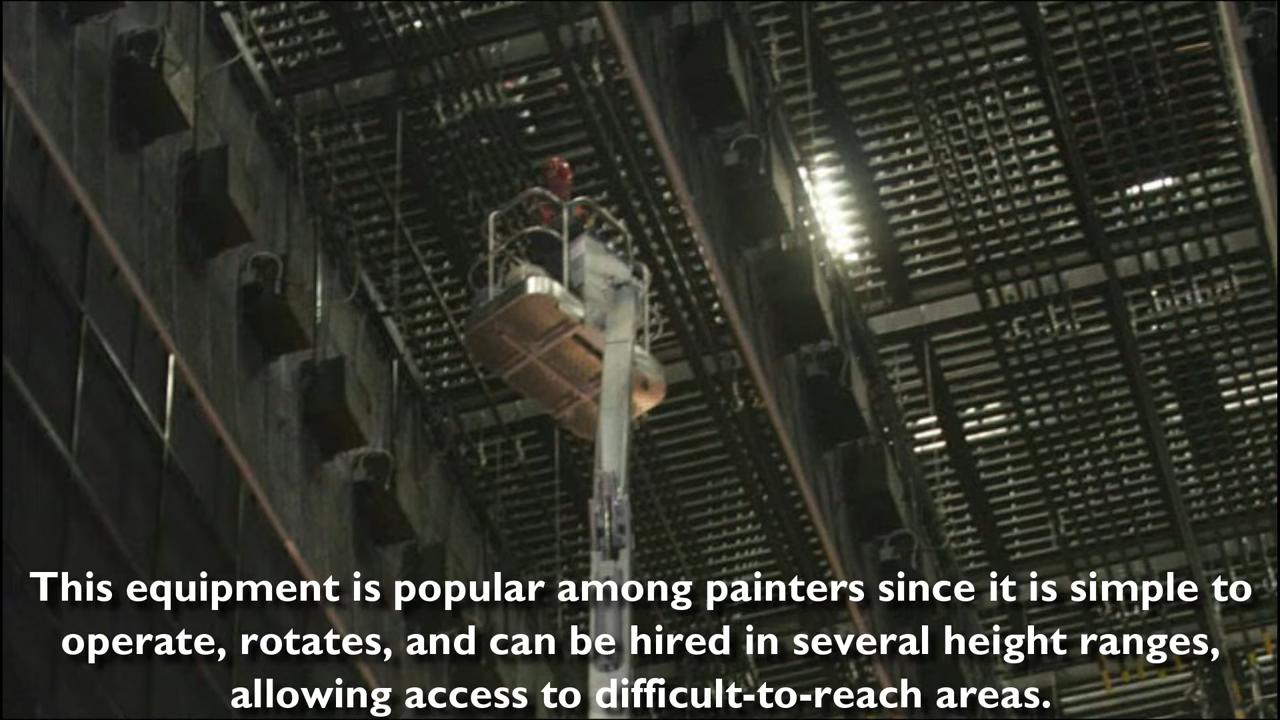 This equipment is popular among painters since it is simple to
operate, rotates, and can be hired in several height ranges,
allowing access to difficult-to-reach areas.